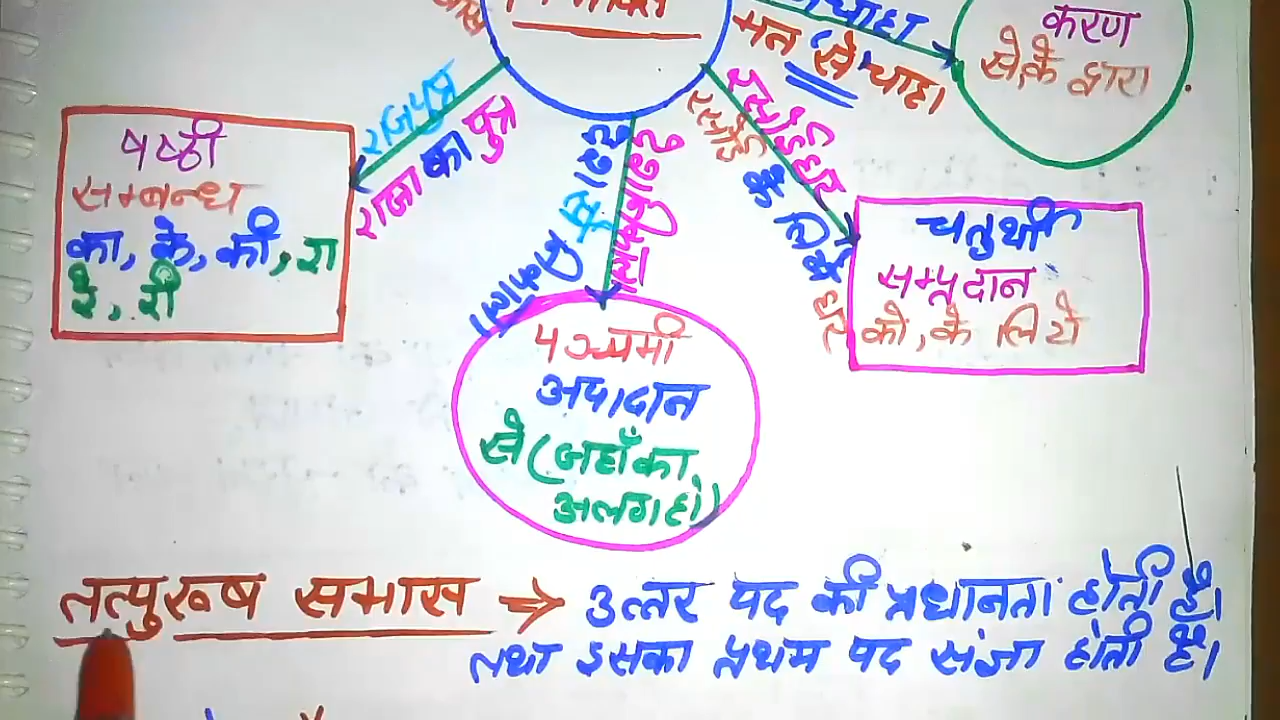 मनचाहा
मन 'से' चाहा
करण
से,के द्वारा
राजपुत्र
राजा का पुत्र
षष्ठी
सम्बन्ध
का, के, की, रा
रे, री
रसोईघर
रसोई के लिये घर
चतुर्थी
सम्प्रदान
को, के लिये
पञ्चमी
अपादान
से (जहाँ का,
अलग हो)
तत्पुरूष समास → उत्तर पद की प्रधानता होती है।
तथा इसका प्रथम पद संज्ञा होती है।